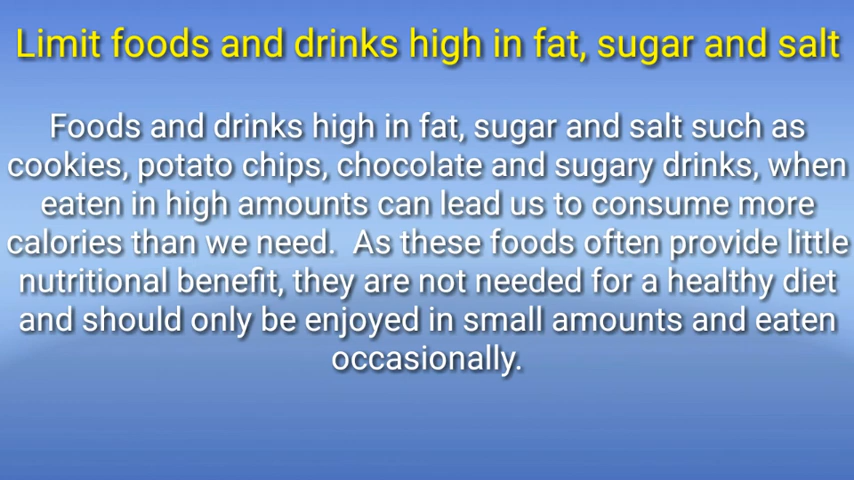 Limit foods and drinks high in fat, sugar and salt
Foods and drinks high in fat, sugar and salt such as
cookies, potato chips, chocolate and sugary drinks, when
eaten in high amounts can lead us to consume more
calories than we need.  As these foods often provide little
nutritional benefit, they are not needed for a healthy diet
and should only be enjoyed in small amounts and eaten
occasionally.